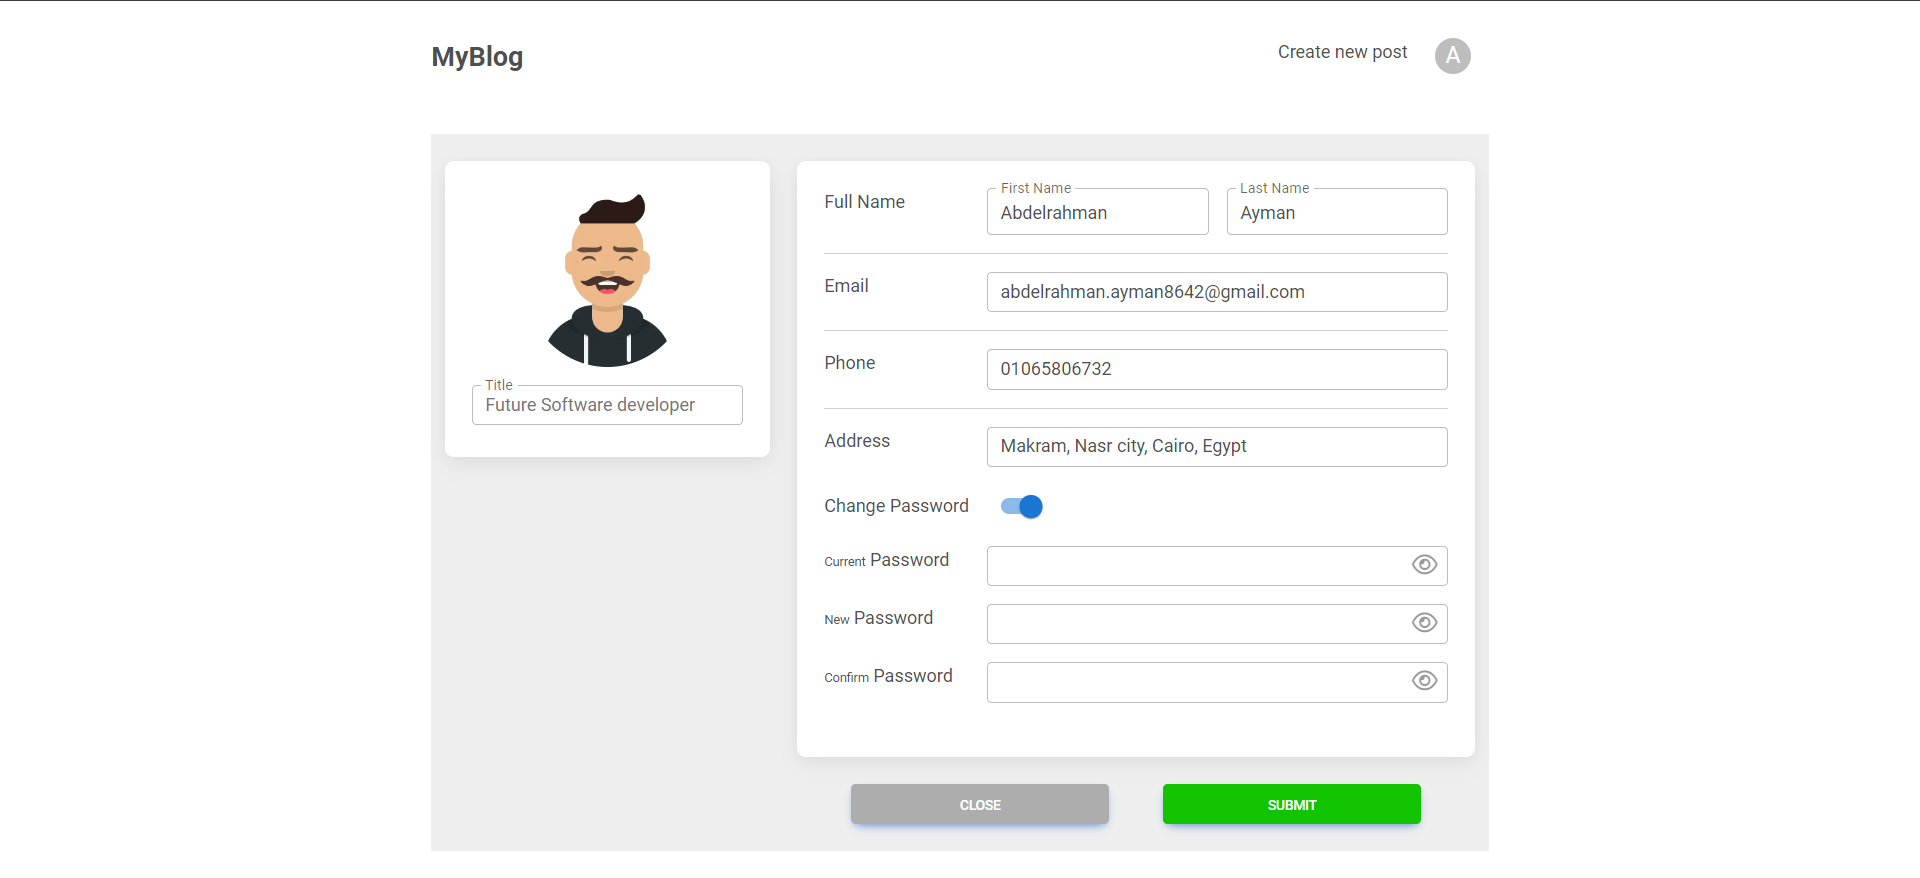 MyBlog
Create new post
A
Title
Future Software developer
Full Name
First Name
Abdelrahman
Last Name
Ayman
Email
abdelrahman.ayman8642@gmail.com
Phone
01065806732
Address
Makram, Nasr city, Cairo, Egypt
Change Password
Current Password
New Password
Confirm Password
CLOSE
SUBMIT